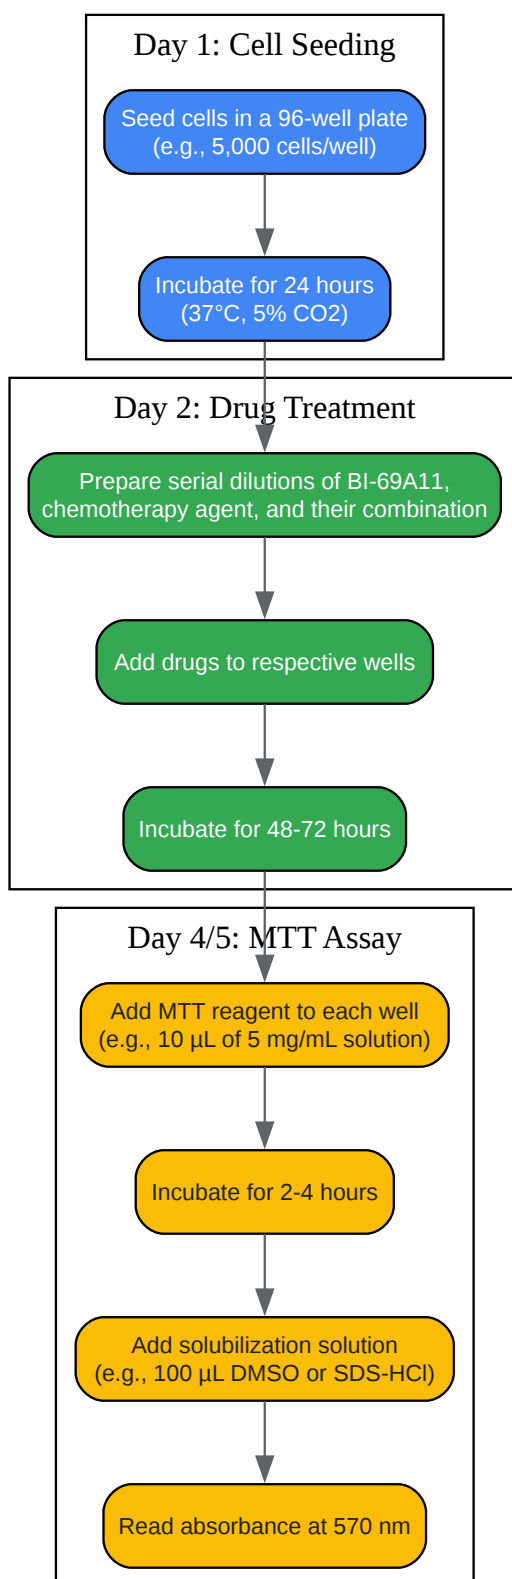 Day 1: Cell Seeding
Seed cells in a 96-well plate
(e.g., 5,000 cells/well)
Incubate for 24 hours
(37°C, 5% CO2)
Day 2: Drug Treatment
Prepare serial dilutions of BI-69A11,
chemotherapy agent, and their combination
Add drugs to respective wells
Incubate for 48-72 hours
Day 4/5: MTT Assay
Add MTT reagent to each well
(e.g., 10 µL of 5 mg/mL solution)
Incubate for 2-4 hours
Add solubilization solution
(e.g., 100 µL DMSO or SDS-HCl)
Read absorbance at 570 nm